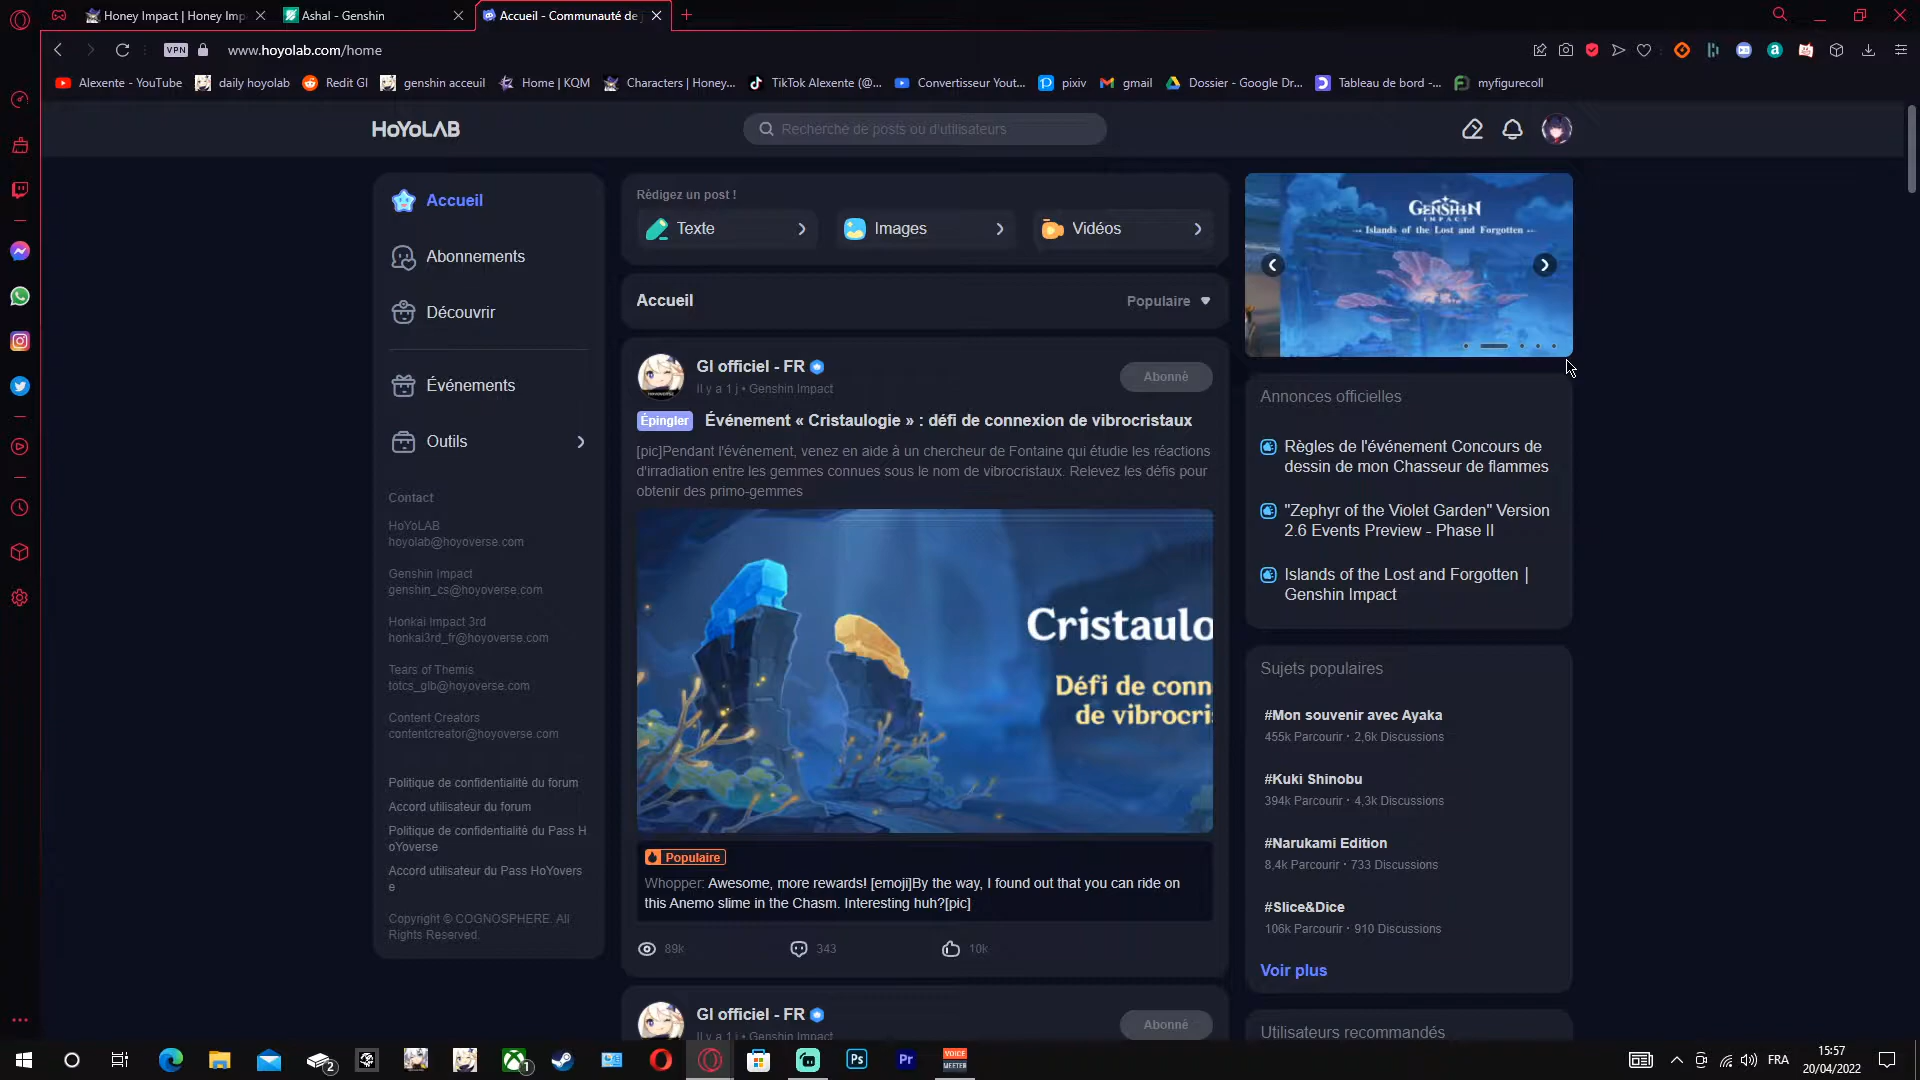 Honey Impact | Honey Imp
Ashal - Genshin
Accueil - Communauté de j
VPN
www.hoyolab.com/home
Alexente - YouTube
daily hoyolab
Redit GI
genshin acceuil
Home | KQM
Characters | Honey...
TikTok Alexente (@...
Convertisseur Yout...
pixiv
gmail
Dossier - Google Dr...
Tableau de bord -...
myfigurecoll
HoYoLAB
Recherche de posts ou d'utilisateurs
Accueil
Abonnements
Découvrir
Événements
Outils
Contact
HoYoLAB
hoyolab@hoyoverse.com
Genshin Impact
genshin_cs@hoyoverse.com
Honkai Impact 3rd
honkai3rd_fr@hoyoverse.com
Tears of Themis
totcs_glb@hoyoverse.com
Content Creators
contentcreator@hoyoverse.com
Politique de confidentialité du forum
Accord utilisateur du forum
Politique de confidentialité du Pass H
oYoverse
Accord utilisateur du Pass HoYovers
e
Copyright © COGNOSPHERE. All
Rights Reserved.
Rédigez un post !
Texte
Images
Vidéos
Accueil
Populaire
GI officiel - FR
Il y a 1 j • Genshin Impact
Abonné
Épingler Événement « Cristaulogie » : défi de connexion de vibrocristaux
[pic]Pendant l'événement, venez en aide à un chercheur de Fontaine qui étudie les réactions
d'irradiation entre les gemmes connues sous le nom de vibrocristaux. Relevez les défis pour
obtenir des primo-gemmes
Cristaulo
Défi de conn
de vibrocri
Populaire
Whopper: Awesome, more rewards! [emoji]By the way, I found out that you can ride on
this Anemo slime in the Chasm. Interesting huh?[pic]
89k
343
10k
GI officiel - FR
Il y a 1 j • Genshin Impact
Abonné
GENSHIN
IMPACT
Islands of the Lost and Forgotten
Annonces officielles
Règles de l'événement Concours de
dessin de mon Chasseur de flammes
"Zephyr of the Violet Garden" Version
2.6 Events Preview - Phase II
Islands of the Lost and Forgotten |
Genshin Impact
Sujets populaires
#Mon souvenir avec Ayaka
455k Parcourir · 2,6k Discussions
#Kuki Shinobu
394k Parcourir · 4,3k Discussions
#Narukami Edition
8,4k Parcourir · 733 Discussions
#Slice&Dice
106k Parcourir · 910 Discussions
Voir plus
Utilisateurs recommandés
2
1
Ps
Pr
VOICE
MEETER
FRA
15:57
20/04/2022